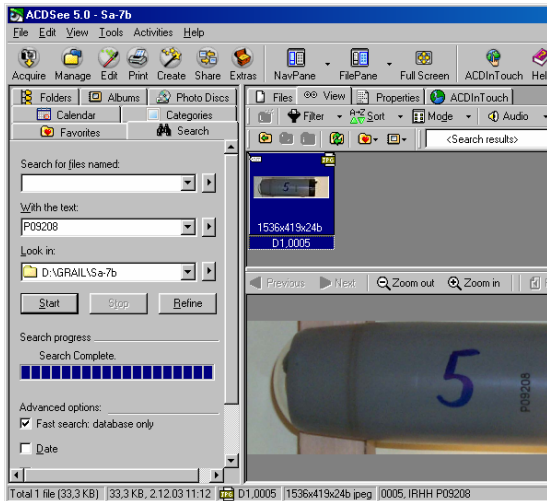 ACDSee 5.0 - Sa-7b
File Edit View Tools Activities Help
Acquire Manage Edit Print Create Share Extras NavPane FilePane Full Screen ACDInTouch Hel
Folders Albums Photo Discs
Calendar Categories
Favorites Search
Search for files named:
With the text:
P09208
Look in:
D:\GRAIL\Sa-7b
Start Stop Refine
Search progress
Search Complete.
Advanced options:
Fast search: database only
Date
Files View Properties ACDInTouch
Filter Sort Mode Audio
<Search results>
5
JPG
1536x419x24b
D1,0005
Previous Next Zoom out Zoom in
5
P09208
Total 1 file (33,3 KB) 33,3 KB, 2.12.03 11:12 D1,0005 1536x419x24b jpeg 0005, IRHH P09208